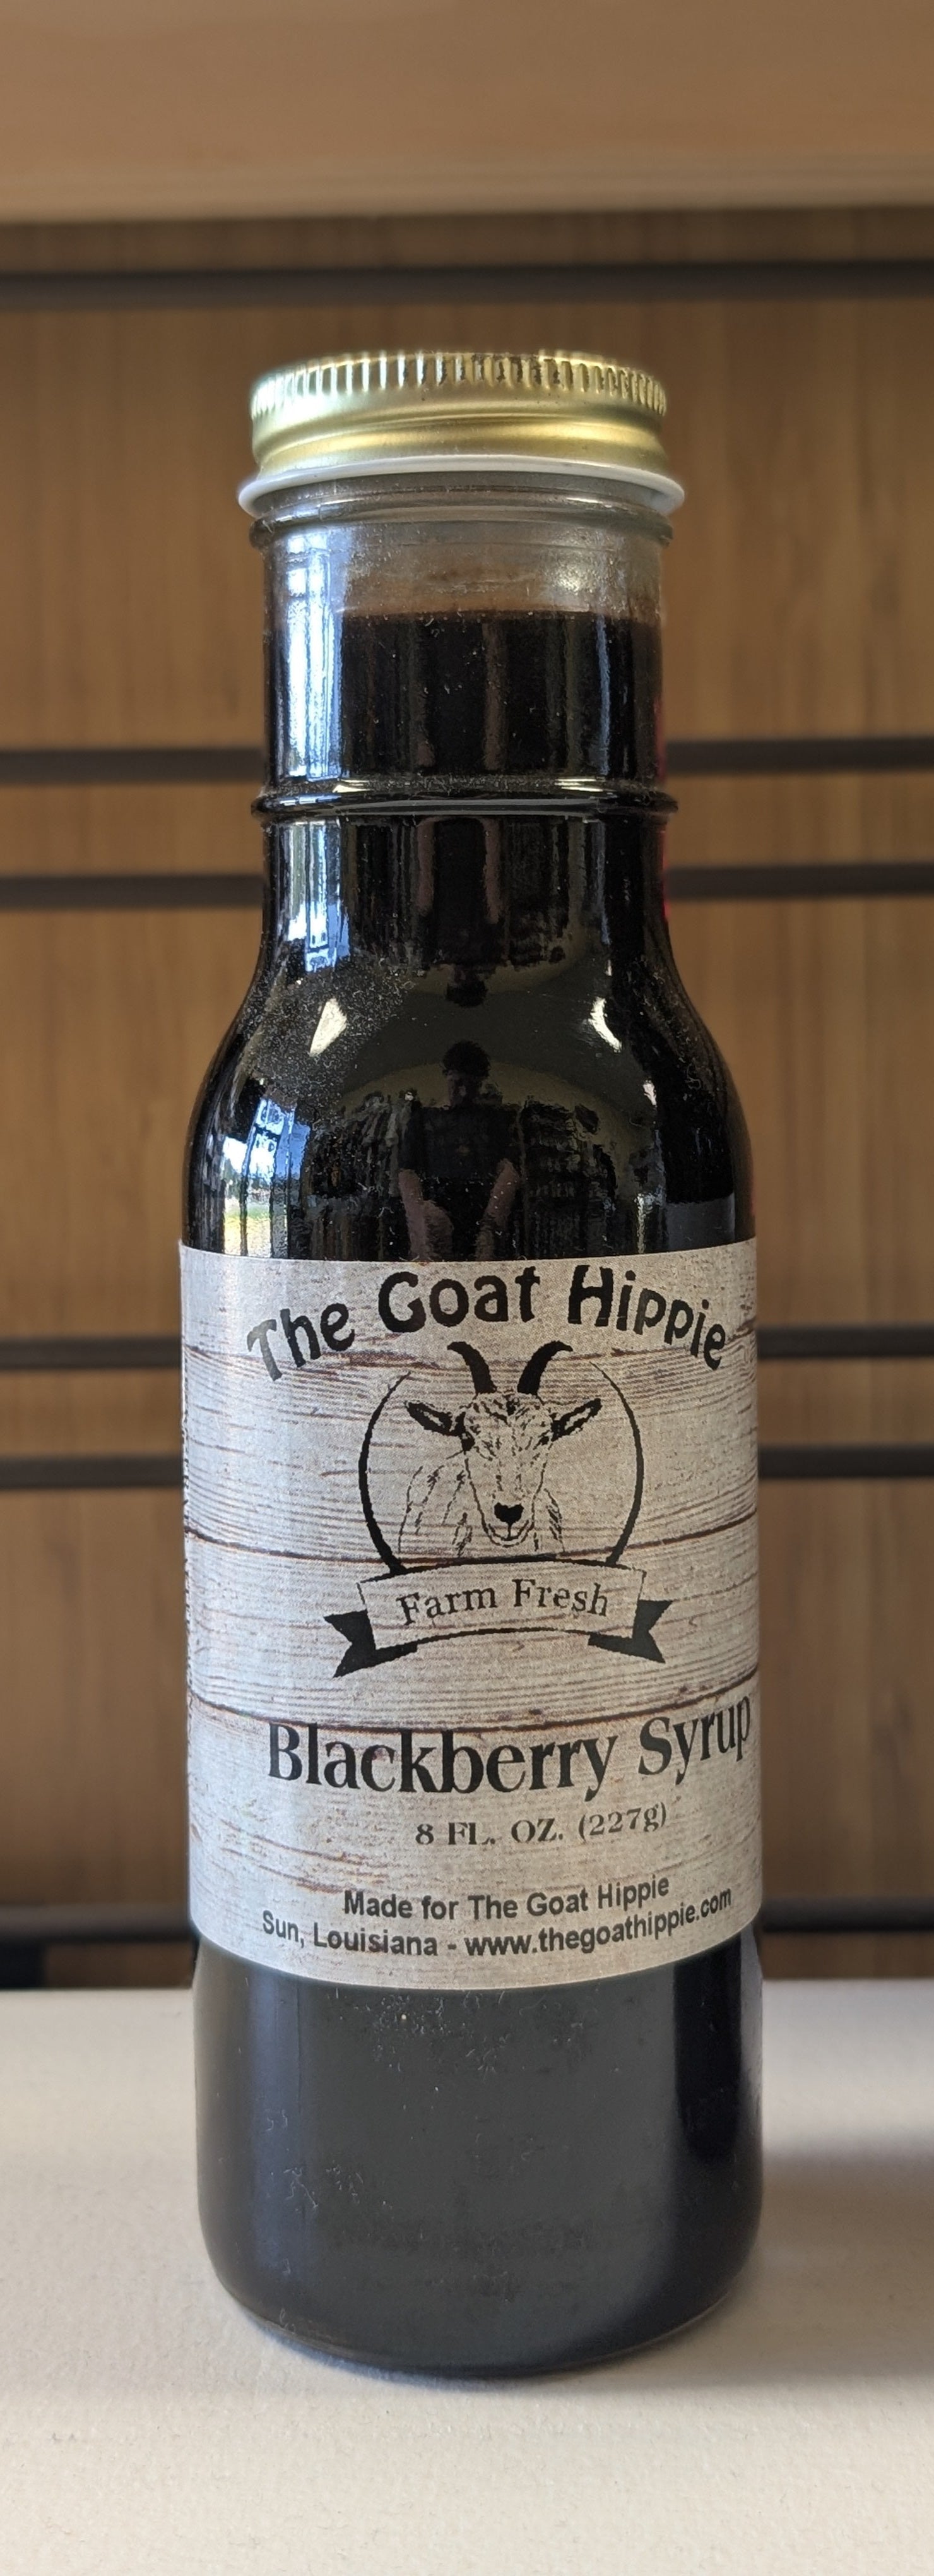 The Goat Hippie
Farm Fresh
Blackberry Syrup
8 FL. OZ. (227g)
Made for The Goat Hippie
Sun, Louisiana - www.thegoathippie.com